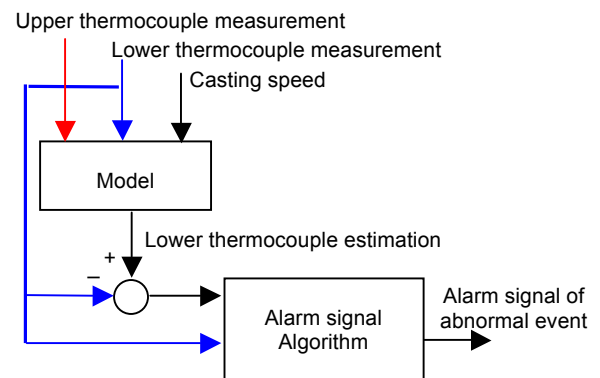 Upper thermocouple measurement
Lower thermocouple measurement
Casting speed
Model
Lower thermocouple estimation
+
–
Alarm signal
Algorithm
Alarm signal of
abnormal event